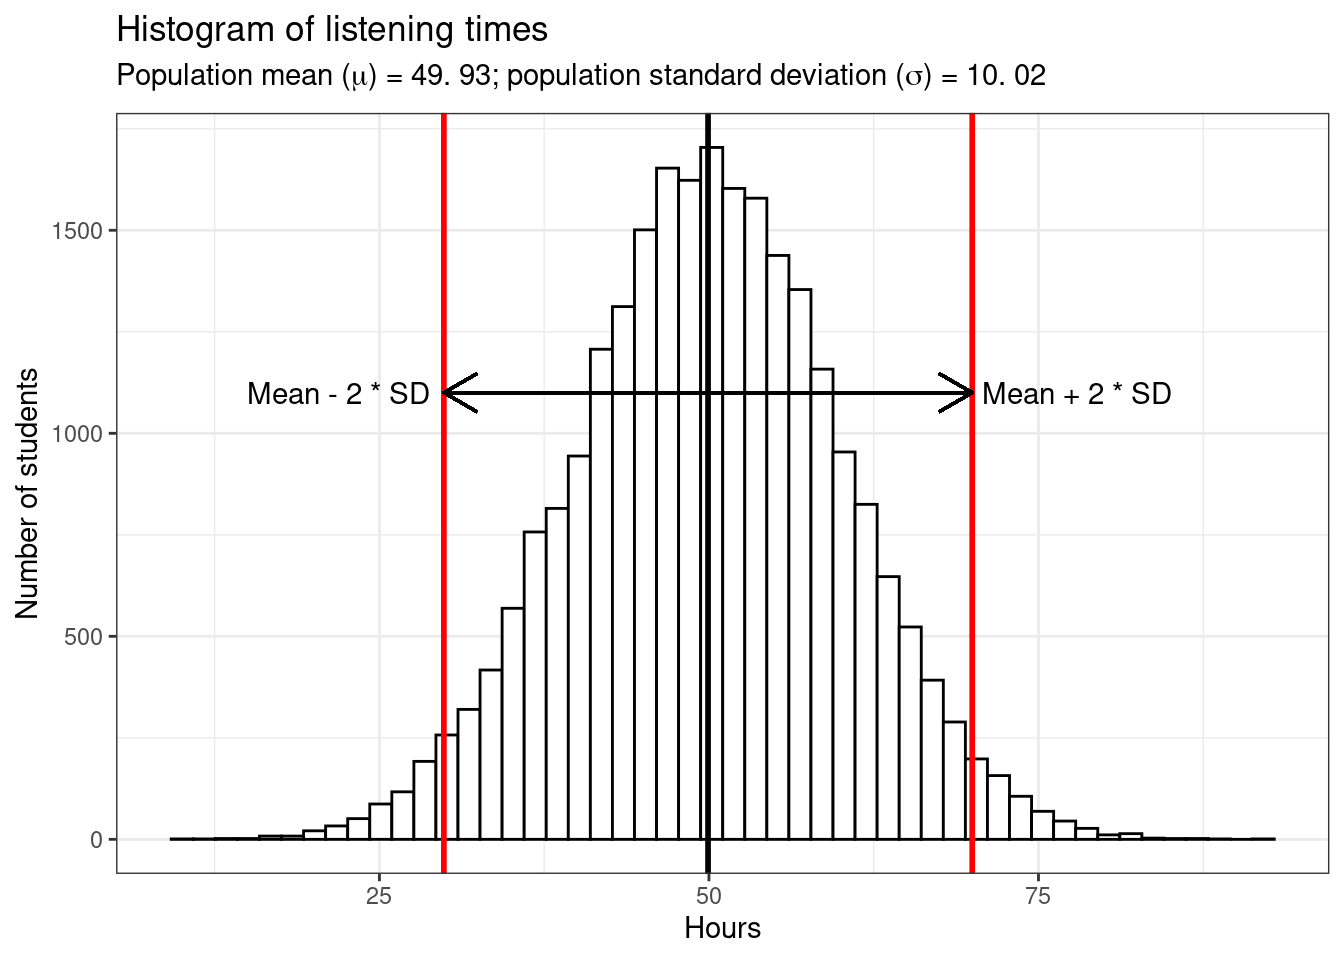 Histogram of listening times
Population mean (μ) = 49. 93; population standard deviation (σ) = 10. 02
1500
1000
500
0
Number of students
Mean - 2 * SD
Mean + 2 * SD
25
50
75
Hours